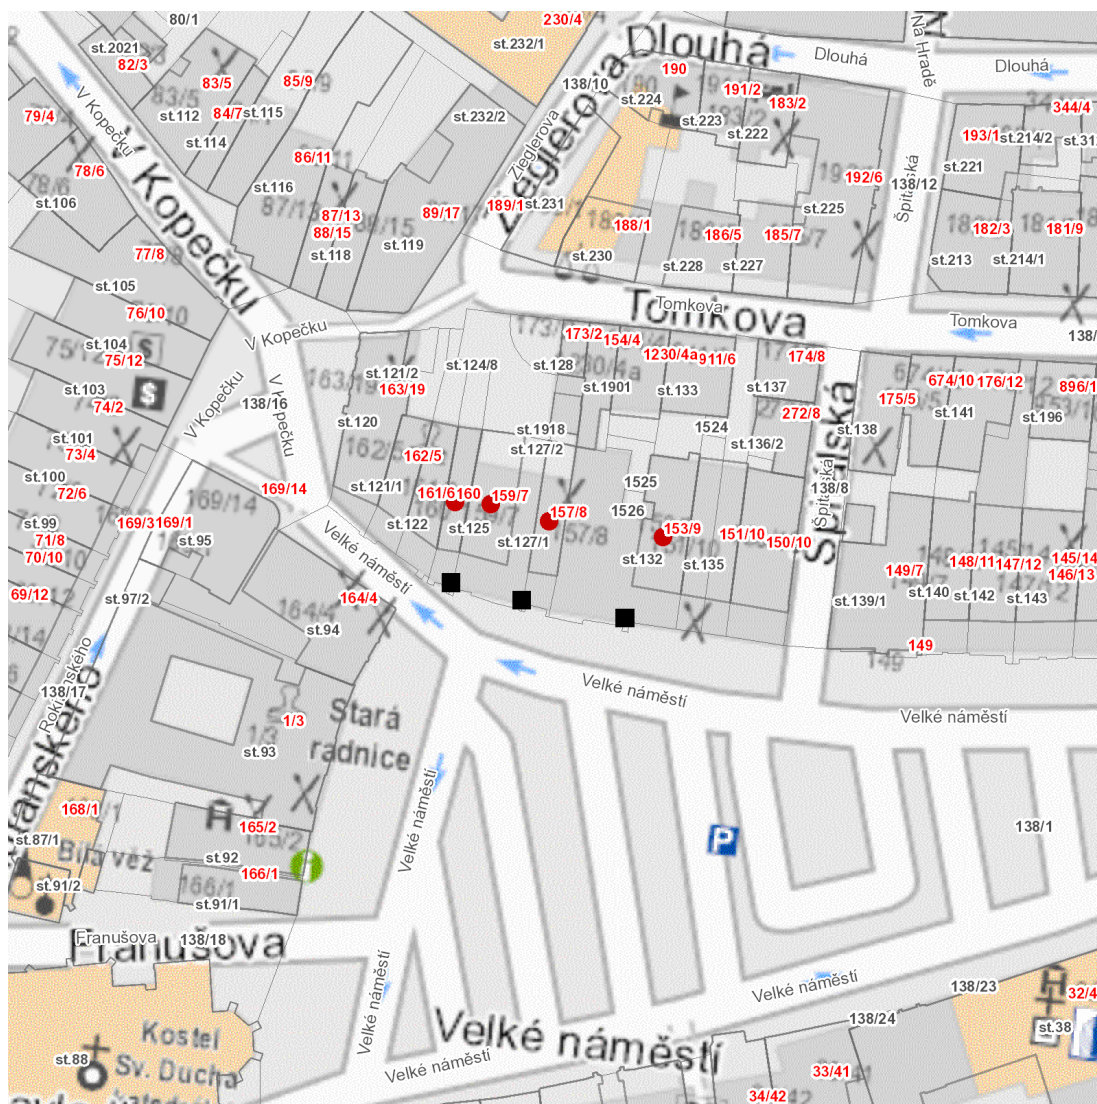 80/1
230/4
st.232/1
Dlouhá
Na Hradě
st.2021
82/3
83/5
85/9
138/10
190
Dlouhá
Dlouhá
79/4
V Kopečku
st.112
84/7
st.115
st.232/2
Zieglerova
st.224
191/2
183/2
st.223
st.222
344/4
193/1
st.214/2
78/6
st.114
86/11
st.116
87/13
88/15
89/17
189/1
st.231
Zieglerova
188/1
186/5
185/7
192/6
st.225
Špitálská
138/12
st.221
182/3
181/9
V Kopečku
st.106
77/8
st.118
st.119
st.230
st.228
st.227
st.213
st.214/1
st.105
76/10
st.104
75/12
V Kopečku
Tomkova
Tomkova
Tomkova
173/2
154/4
1230/4a
911/6
174/8
st.103
74/2
V Kopečku
138/16
V Kopečku
st.121/2
163/19
st.124/8
st.128
st.1901
st.133
st.137
272/8
175/5
674/10
176/12
896/1
st.101
73/4
st.120
162/5
st.1918
st.127/2
1524
st.136/2
st.138
st.141
st.196
st.100
72/6
169/14
169/14
st.121/1
161/6
160
159/7
157/8
1525
1526
153/9
151/10
150/10
138/8
Špitálská
Špitálská
st.99
71/8
70/10
169/3
169/1
st.95
st.122
st.125
st.127/1
157/8
st.132
st.135
149/7
148/11
147/12
145/14
146/13
69/12
st.97/2
164/4
st.94
Velké náměstí
st.139/1
st.140
st.142
st.143
149
149
138/17
Rokitanského
1/3
1/3
st.93
Stará
radnice
Velké náměstí
Velké náměstí
168/1
165/2
st.92
166/1
166/1
st.91/1
st.87/1
Bílá věž
st.91/2
Velké náměstí
P
138/1
Franušova
Franušova
138/18
Velké náměstí
Velké náměstí
138/23
138/24
32/4
st.38
Kostel
Sv. Ducha
st.88
Velké náměstí
Velké náměstí
33/41
34/42